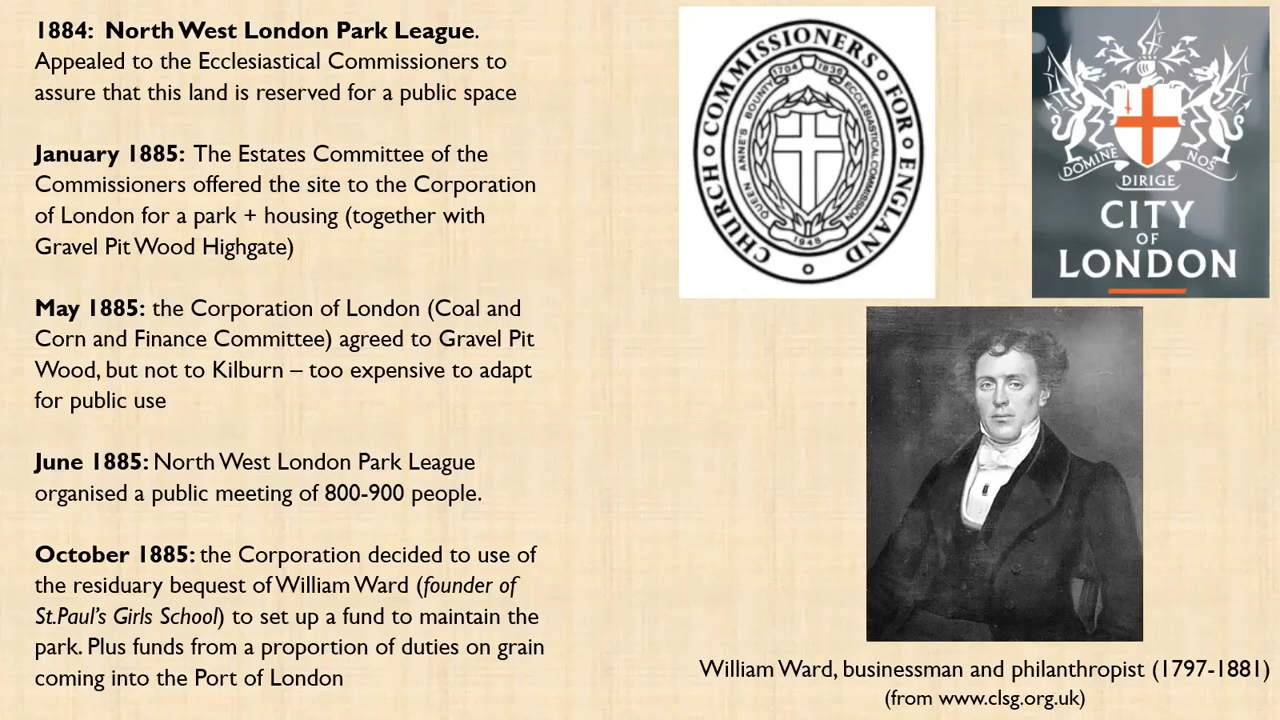 1884: North West London Park League.
Appealed to the Ecclesiastical Commissioners to
assure that this land is reserved for a public space
January 1885: The Estates Committee of the
Commissioners offered the site to the Corporation
of London for a park + housing (together with
Gravel Pit Wood Highgate)
May 1885: the Corporation of London (Coal and
Corn and Finance Committee) agreed to Gravel Pit
Wood, but not to Kilburn – too expensive to adapt
for public use
June 1885: North West London Park League
organised a public meeting of 800-900 people.
October 1885: the Corporation decided to use of
the residuary bequest of William Ward (founder of
St.Paul's Girls School) to set up a fund to maintain the
park. Plus funds from a proportion of duties on grain
coming into the Port of London
CHURCH COMMISSIONERS FOR ENGLAND
1704 1836
QUEEN ANNE'S BOUNTY
ECCLESIASTICAL COMMISSION
1948
DOMINE DIRIGE NOS
CITY
OF
LONDON
William Ward, businessman and philanthropist (1797-1881)
(from www.clsg.org.uk)